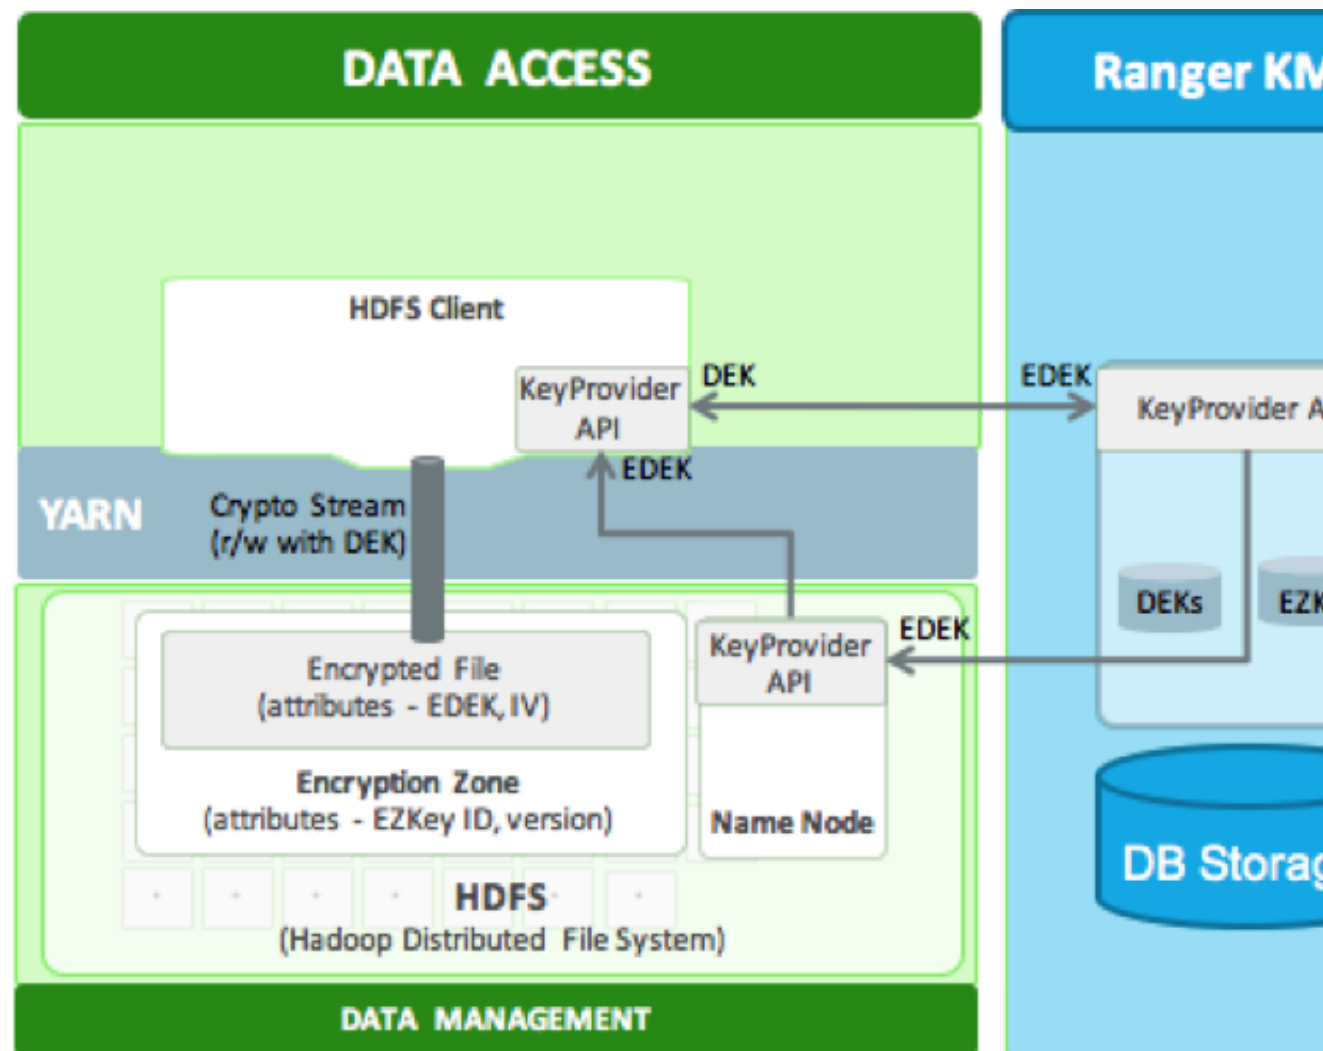 DATA ACCESS
Ranger KM
HDFS Client
KeyProvider
API
DEK
EDEK
KeyProvider A
EDEK
YARN
Crypto Stream
(r/w with DEK)
DEKs
EZK
Encrypted File
(attributes - EDEK, IV)
KeyProvider
API
EDEK
Encryption Zone
(attributes - EZKey ID, version)
Name Node
DB Storag
HDFS
(Hadoop Distributed File System)
DATA MANAGEMENT